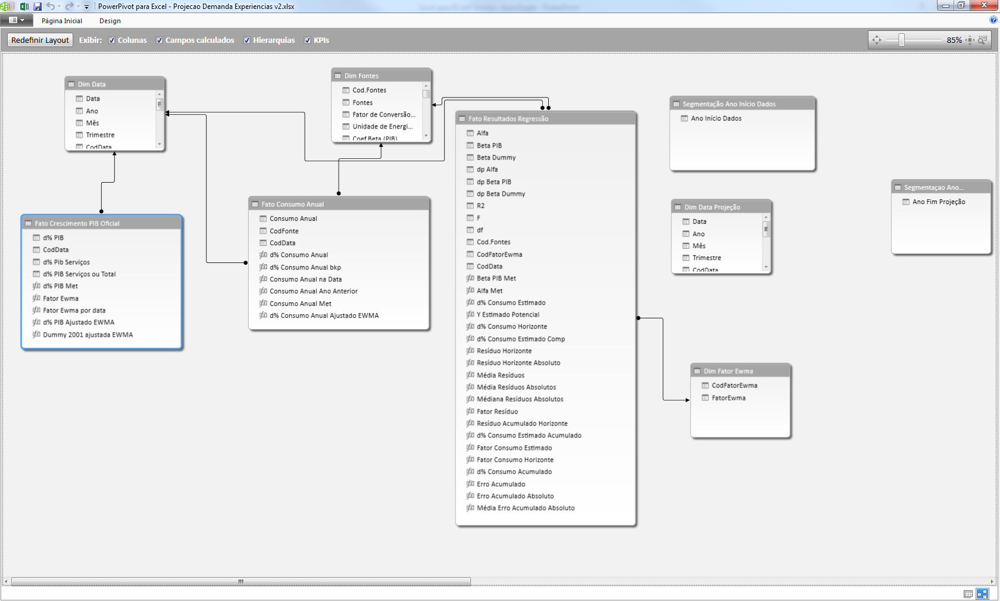 PowerPivot para Excel - Projecao Demanda Experiencias v2.xlsx
Página Inicial
Design
Redefinir Layout
Exibir:
Colunas
Campos calculados
Hierarquias
KPIs
85%
Dim Data
Data
Ano
Mês
Trimestre
CodData
Dim Fontes
Cod.Fontes
Fontes
Fator de Conversão...
Unidade de Energi...
Coef Beta (PIB)
Fato Crescimento PIB Oficial
d% PIB
CodData
d% Pib Serviços
d% PIB Serviços ou Total
d% PIB Met
Fator Ewma
Fator Ewma por data
d% PIB Ajustado EWMA
Dummy 2001 ajustada EWMA
Fato Consumo Anual
Consumo Anual
CodFonte
CodData
d% Consumo Anual
d% Consumo Anual bkp
Consumo Anual na Data
Consumo Anual Ano Anterior
Consumo Anual Met
d% Consumo Anual Ajustado EWMA
Fato Resultados Regressão
Alfa
Beta PIB
Beta Dummy
dp Alfa
dp Beta PIB
dp Beta Dummy
R2
F
df
Cod.Fontes
CodFatorEwma
CodData
Beta PIB Met
Alfa Met
d% Consumo Estimado
Y Estimado Potencial
d% Consumo Horizonte
d% Consumo Estimado Comp
Resíduo Horizonte
Resíduo Horizonte Absoluto
Média Resíduos
Média Resíduos Absolutos
Médiana Resíduos Absolutos
Fator Resíduo
Resíduo Acumulado Horizonte
d% Consumo Estimado Acumulado
Fator Consumo Estimado
Fator Consumo Horizonte
d% Consumo Acumulado
Erro Acumulado
Erro Acumulado Absoluto
Média Erro Acumulado Absoluto
Segmentação Ano Início Dados
Ano Início Dados
Dim Data Projeção
Data
Ano
Mês
Trimestre
CodData
Segmentaçao Ano...
Ano Fim Projeção
Dim Fator Ewma
CodFatorEwma
FatorEwma